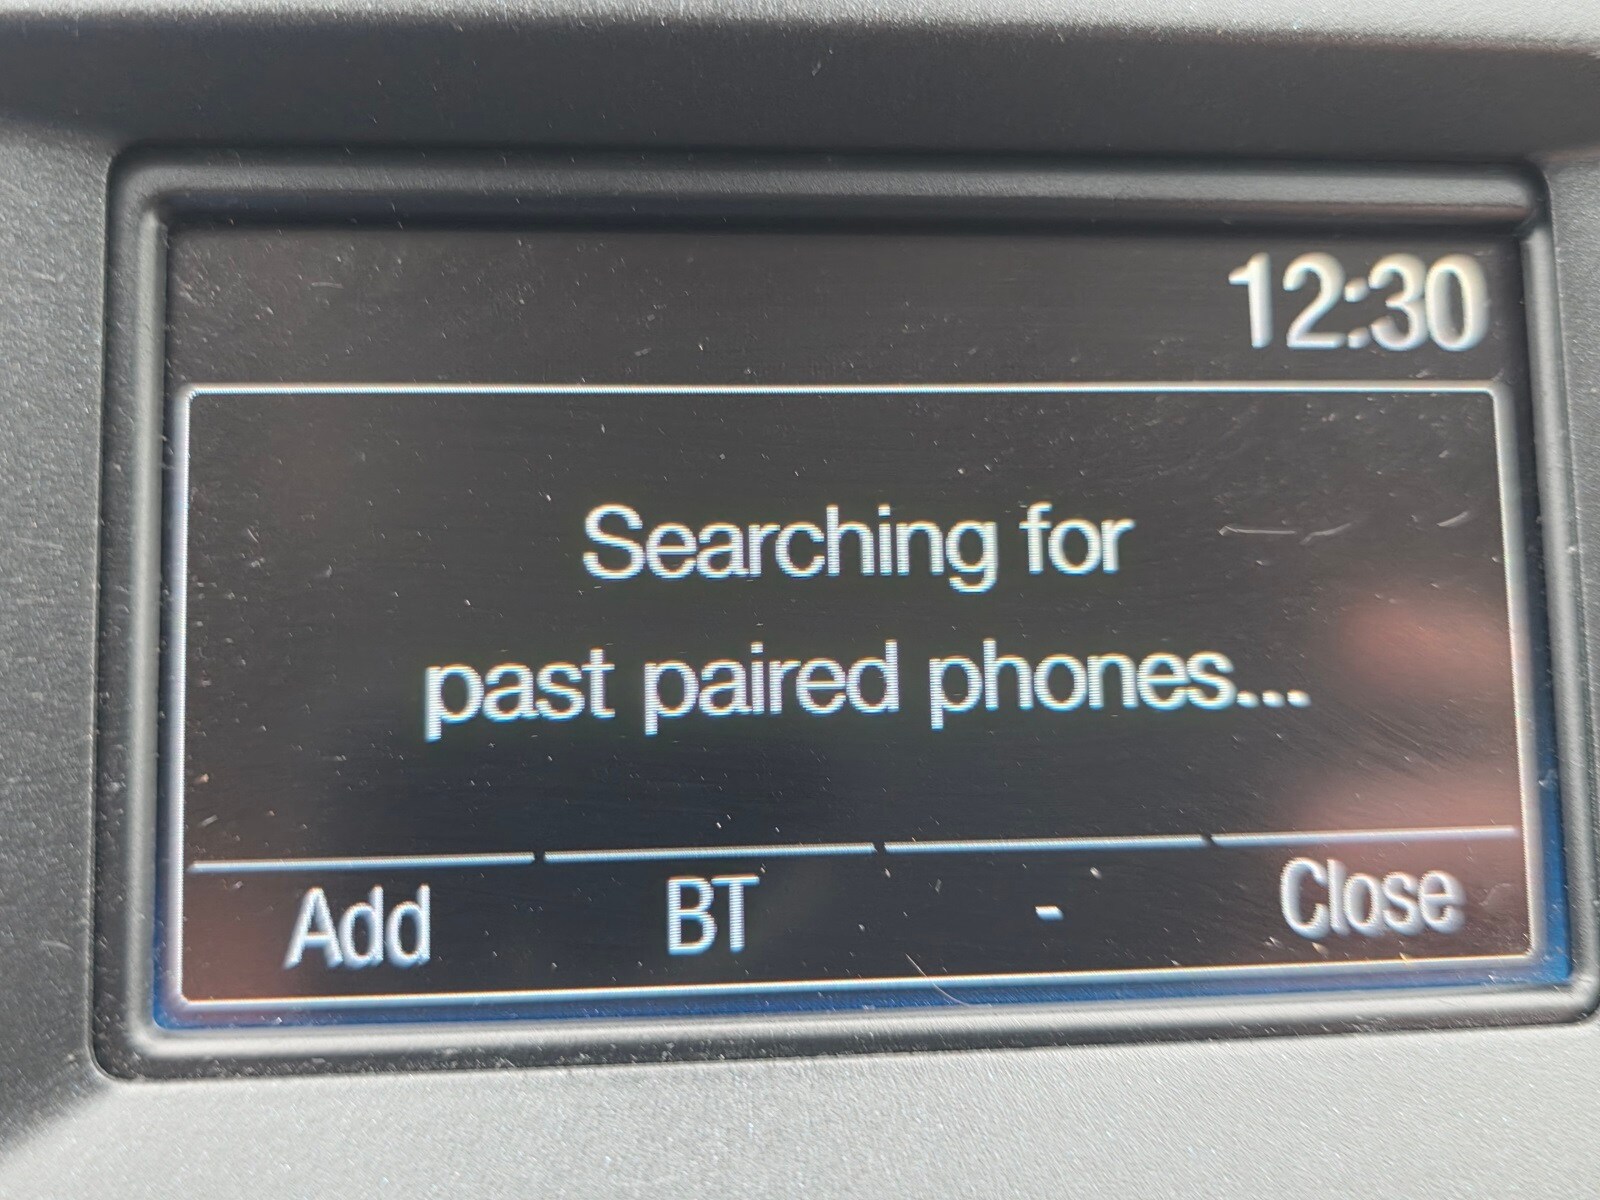 12:30
Searching for
past paired phones...
Add BT - Close